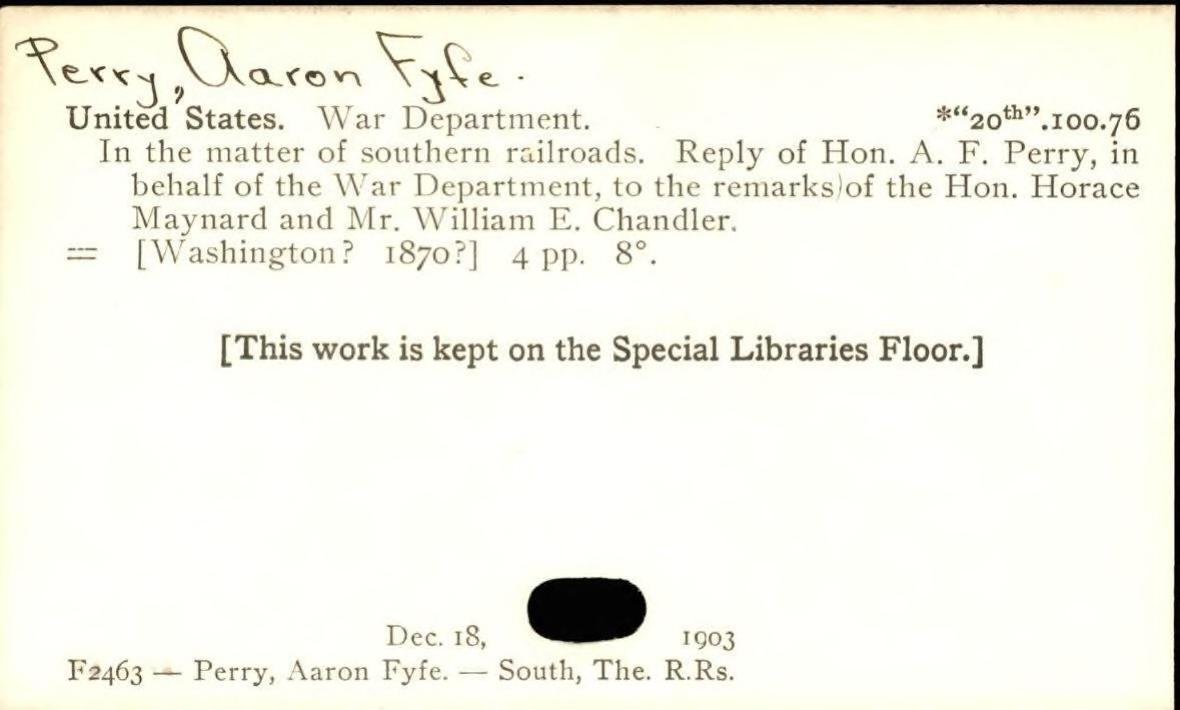 Perry, Aaron Fyfe.
United States. War Department. *“20th”.100.76
In the matter of southern railroads. Reply of Hon. A. F. Perry, in
behalf of the War Department, to the remarks of the Hon. Horace
Maynard and Mr. William E. Chandler.
== [Washington? 1870?] 4 pp. 8°.
[This work is kept on the Special Libraries Floor.]
Dec. 18, 1903
F2463 — Perry, Aaron Fyfe. — South, The. R.Rs.